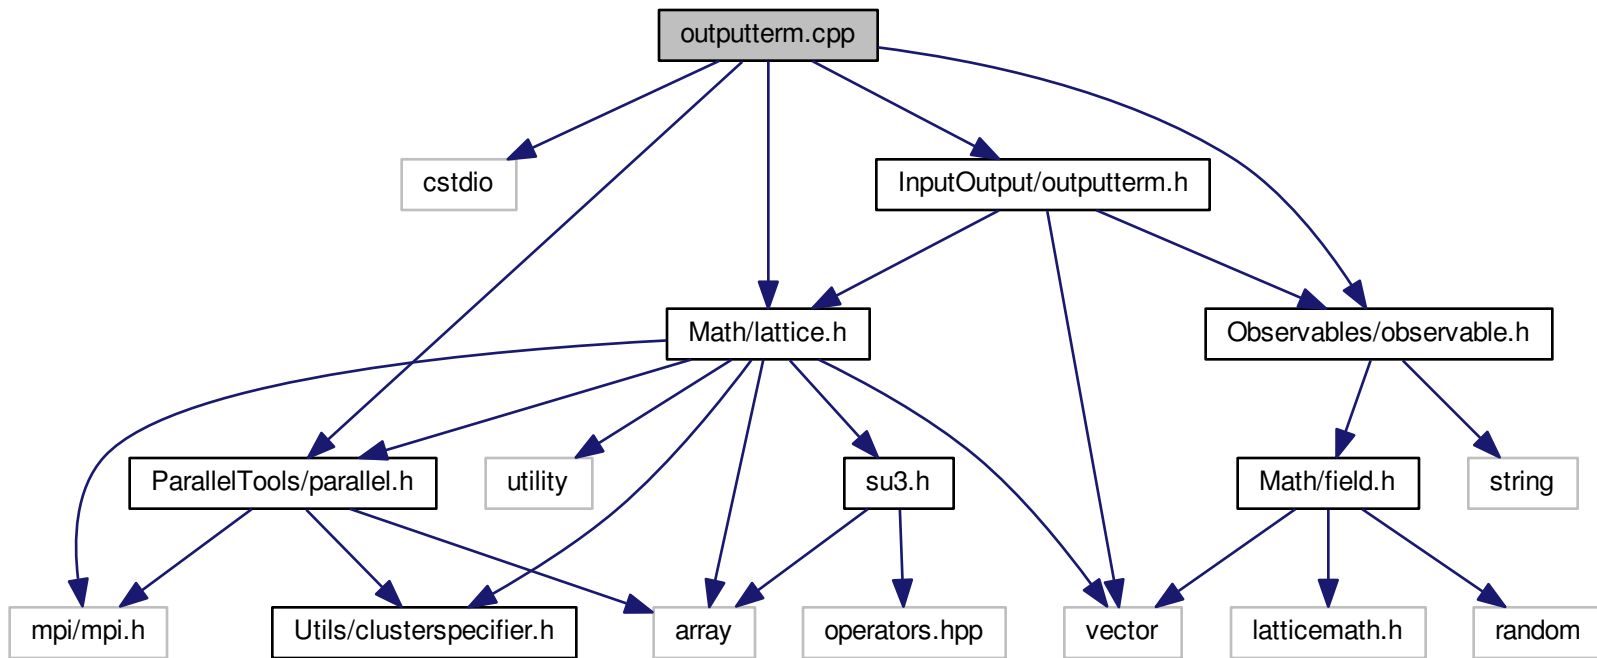 outputterm.cpp
cstdio
InputOutput/outputterm.h
Math/lattice.h
Observables/observable.h
ParallelTools/parallel.h
utility
su3.h
Math/field.h
string
mpi/mpi.h
Utils/clusterspecifier.h
array
operators.hpp
vector
latticemath.h
random